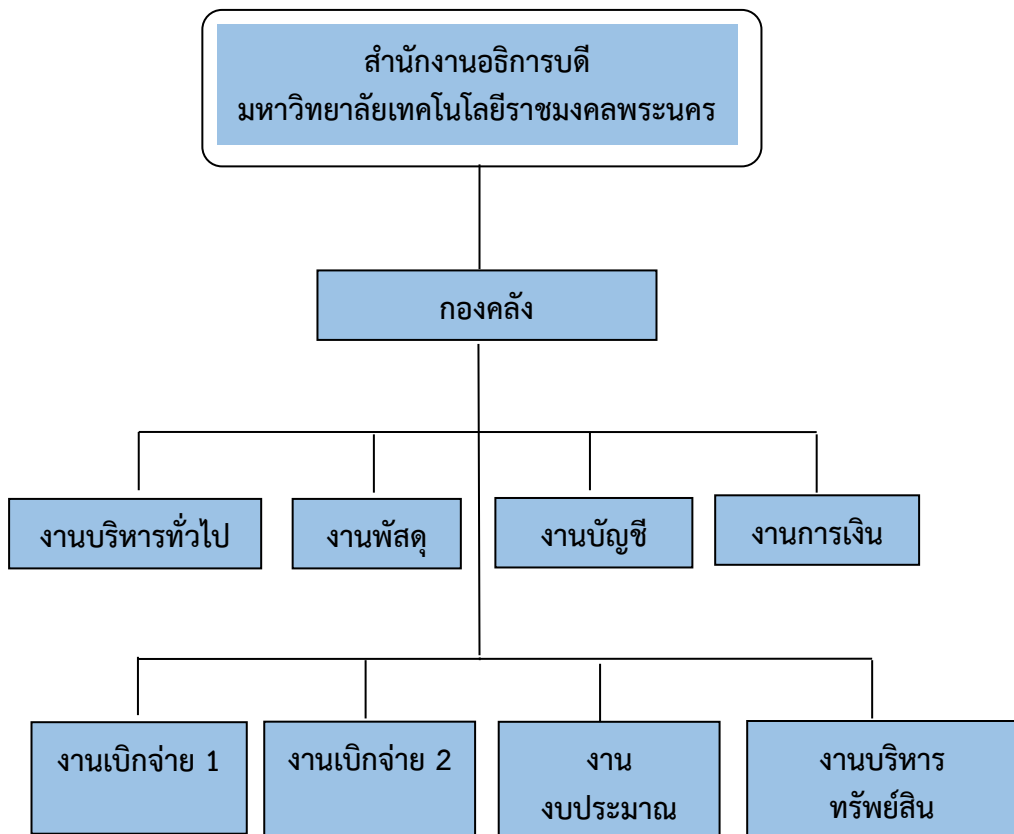 สำนักงานอธิการบดี
มหาวิทยาลัยเทคโนโลยีราชมงคลพระนคร
กองคลัง
งานบริหารทั่วไป
งานพัสดุ
งานบัญชี
งานการเงิน
งานเบิกจ่าย 1
งานเบิกจ่าย 2
งาน
งบประมาณ
งานบริหาร
ทรัพย์สิน